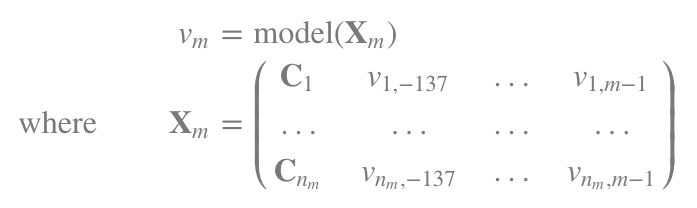 v_m = model(X_m)
where X_m = ( C_1 v_{1,−137} … v_{1,m−1}
… … … …
C_{n_m} v_{n_m,−137} … v_{n_m,m−1} )